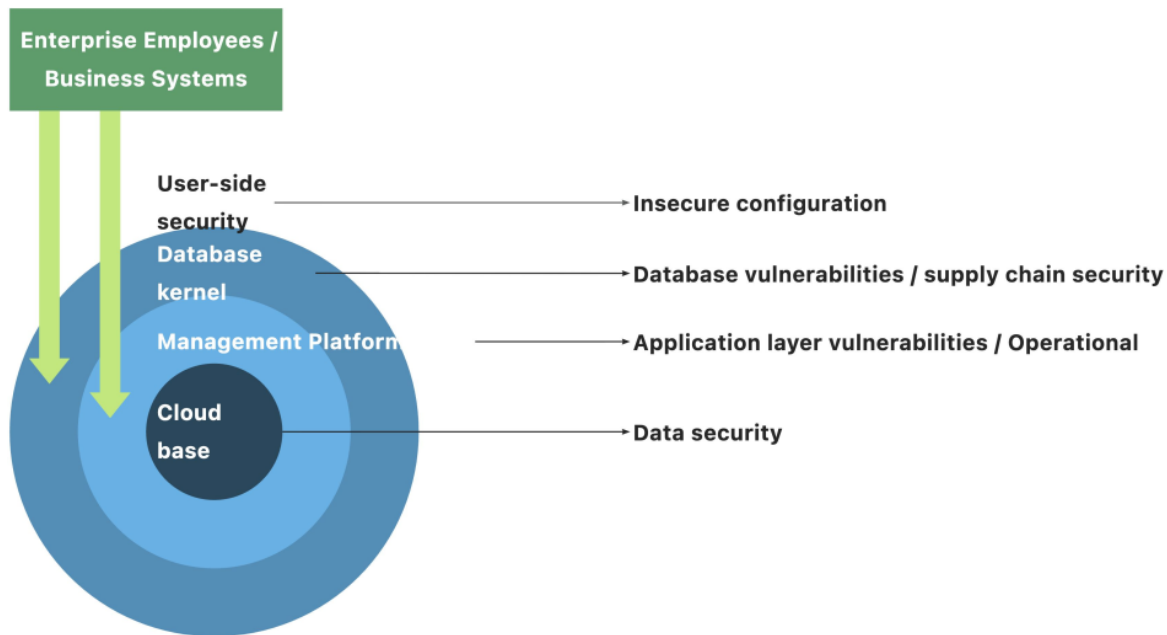 Enterprise Employees /
Business Systems
User-side
security
Insecure configuration
Database
kernel
Database vulnerabilities / supply chain security
Management Platform
Application layer vulnerabilities / Operational
Cloud
base
Data security